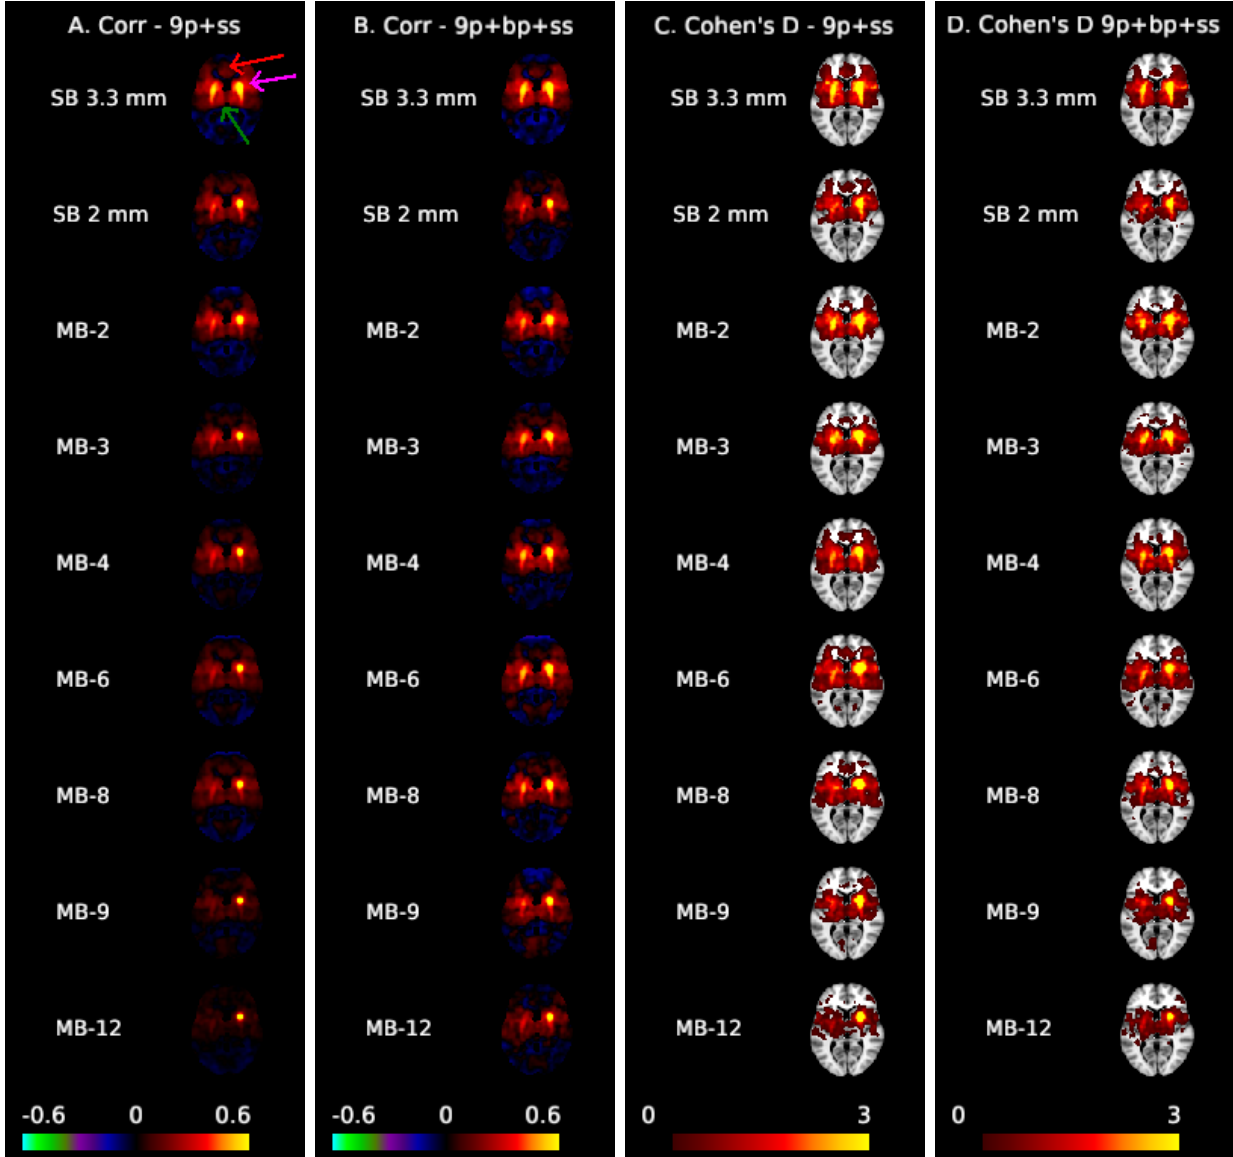 A. Corr - 9p+ss
B. Corr - 9p+bp+ss
C. Cohen's D - 9p+ss
D. Cohen's D 9p+bp+ss
SB 3.3 mm
SB 3.3 mm
SB 3.3 mm
SB 3.3 mm
SB 2 mm
SB 2 mm
SB 2 mm
SB 2 mm
MB-2
MB-2
MB-2
MB-2
MB-3
MB-3
MB-3
MB-3
MB-4
MB-4
MB-4
MB-4
MB-6
MB-6
MB-6
MB-6
MB-8
MB-8
MB-8
MB-8
MB-9
MB-9
MB-9
MB-9
MB-12
MB-12
MB-12
MB-12
-0.6 0 0.6
-0.6 0 0.6
0 3
0 3